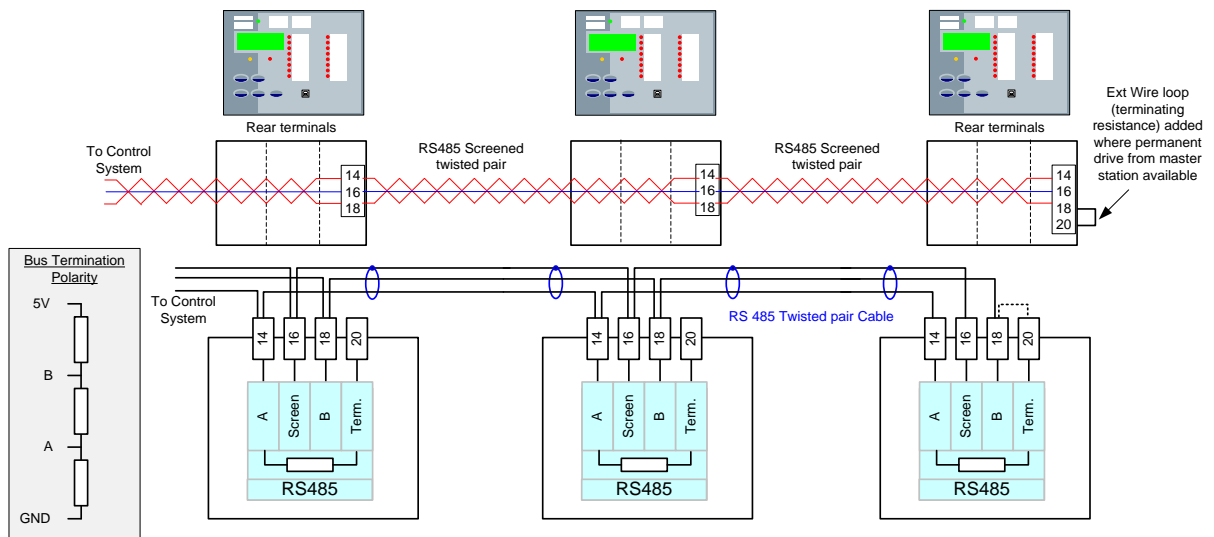 Rear terminals
Rear terminals
Ext Wire loop
(terminating
resistance) added
where permanent
drive from master
station available
To Control
System
RS485 Screened
twisted pair
RS485 Screened
twisted pair
14
16
18
14
16
18
14
16
18
20
Bus Termination
Polarity
5V
B
A
GND
To Control
System
RS 485 Twisted pair Cable
14
16
18
20
14
16
18
20
14
16
18
20
A
Screen
B
Term.
A
Screen
B
Term.
A
Screen
B
Term.
RS485
RS485
RS485